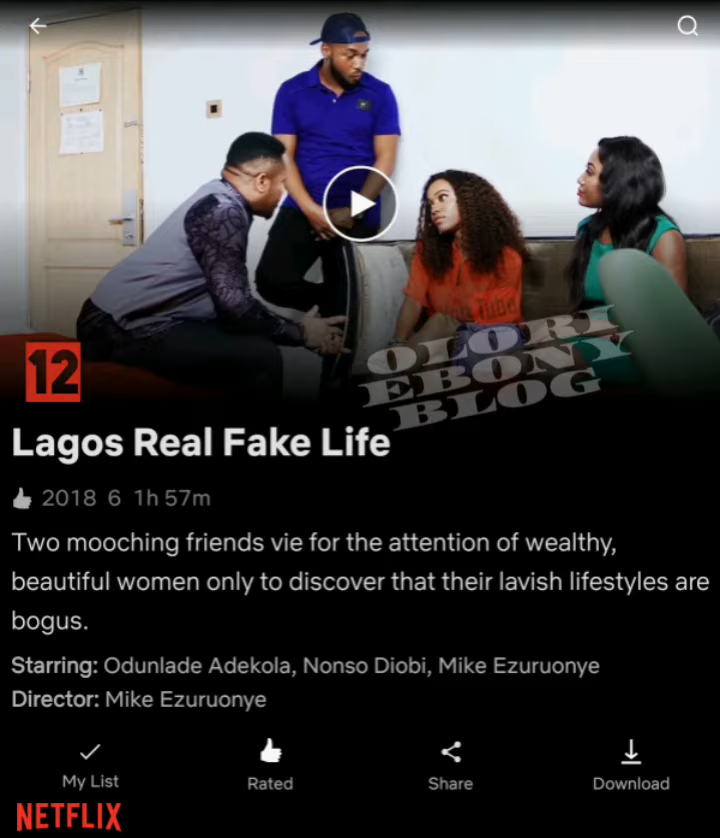 12
OLORI
EBONY
BLOG
Lagos Real Fake Life
2018 6 1h 57m
Two mooching friends vie for the attention of wealthy,
beautiful women only to discover that their lavish lifestyles are
bogus.
Starring: Odunlade Adekola, Nonso Diobi, Mike Ezuruonye
Director: Mike Ezuruonye
My List
Rated
Share
Download
NETFLIX